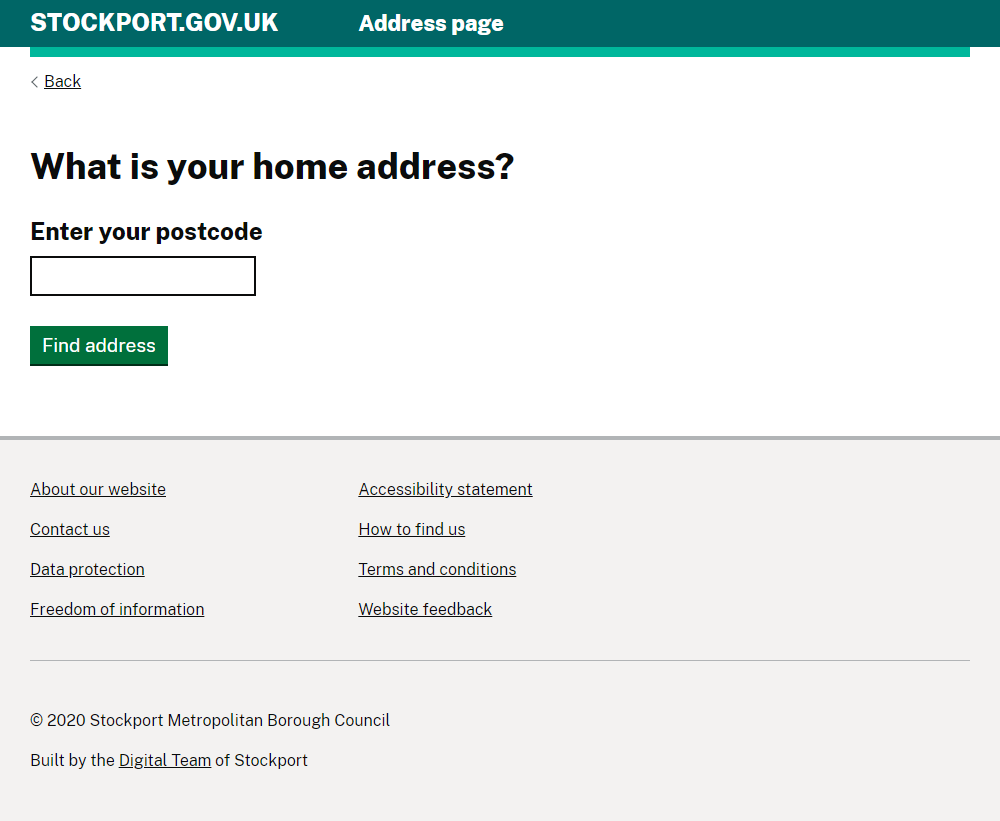 STOCKPORT.GOV.UK Address page
Back
What is your home address?
Enter your postcode
Find address
About our website
Contact us
Data protection
Freedom of information
Accessibility statement
How to find us
Terms and conditions
Website feedback
© 2020 Stockport Metropolitan Borough Council
Built by the Digital Team of Stockport